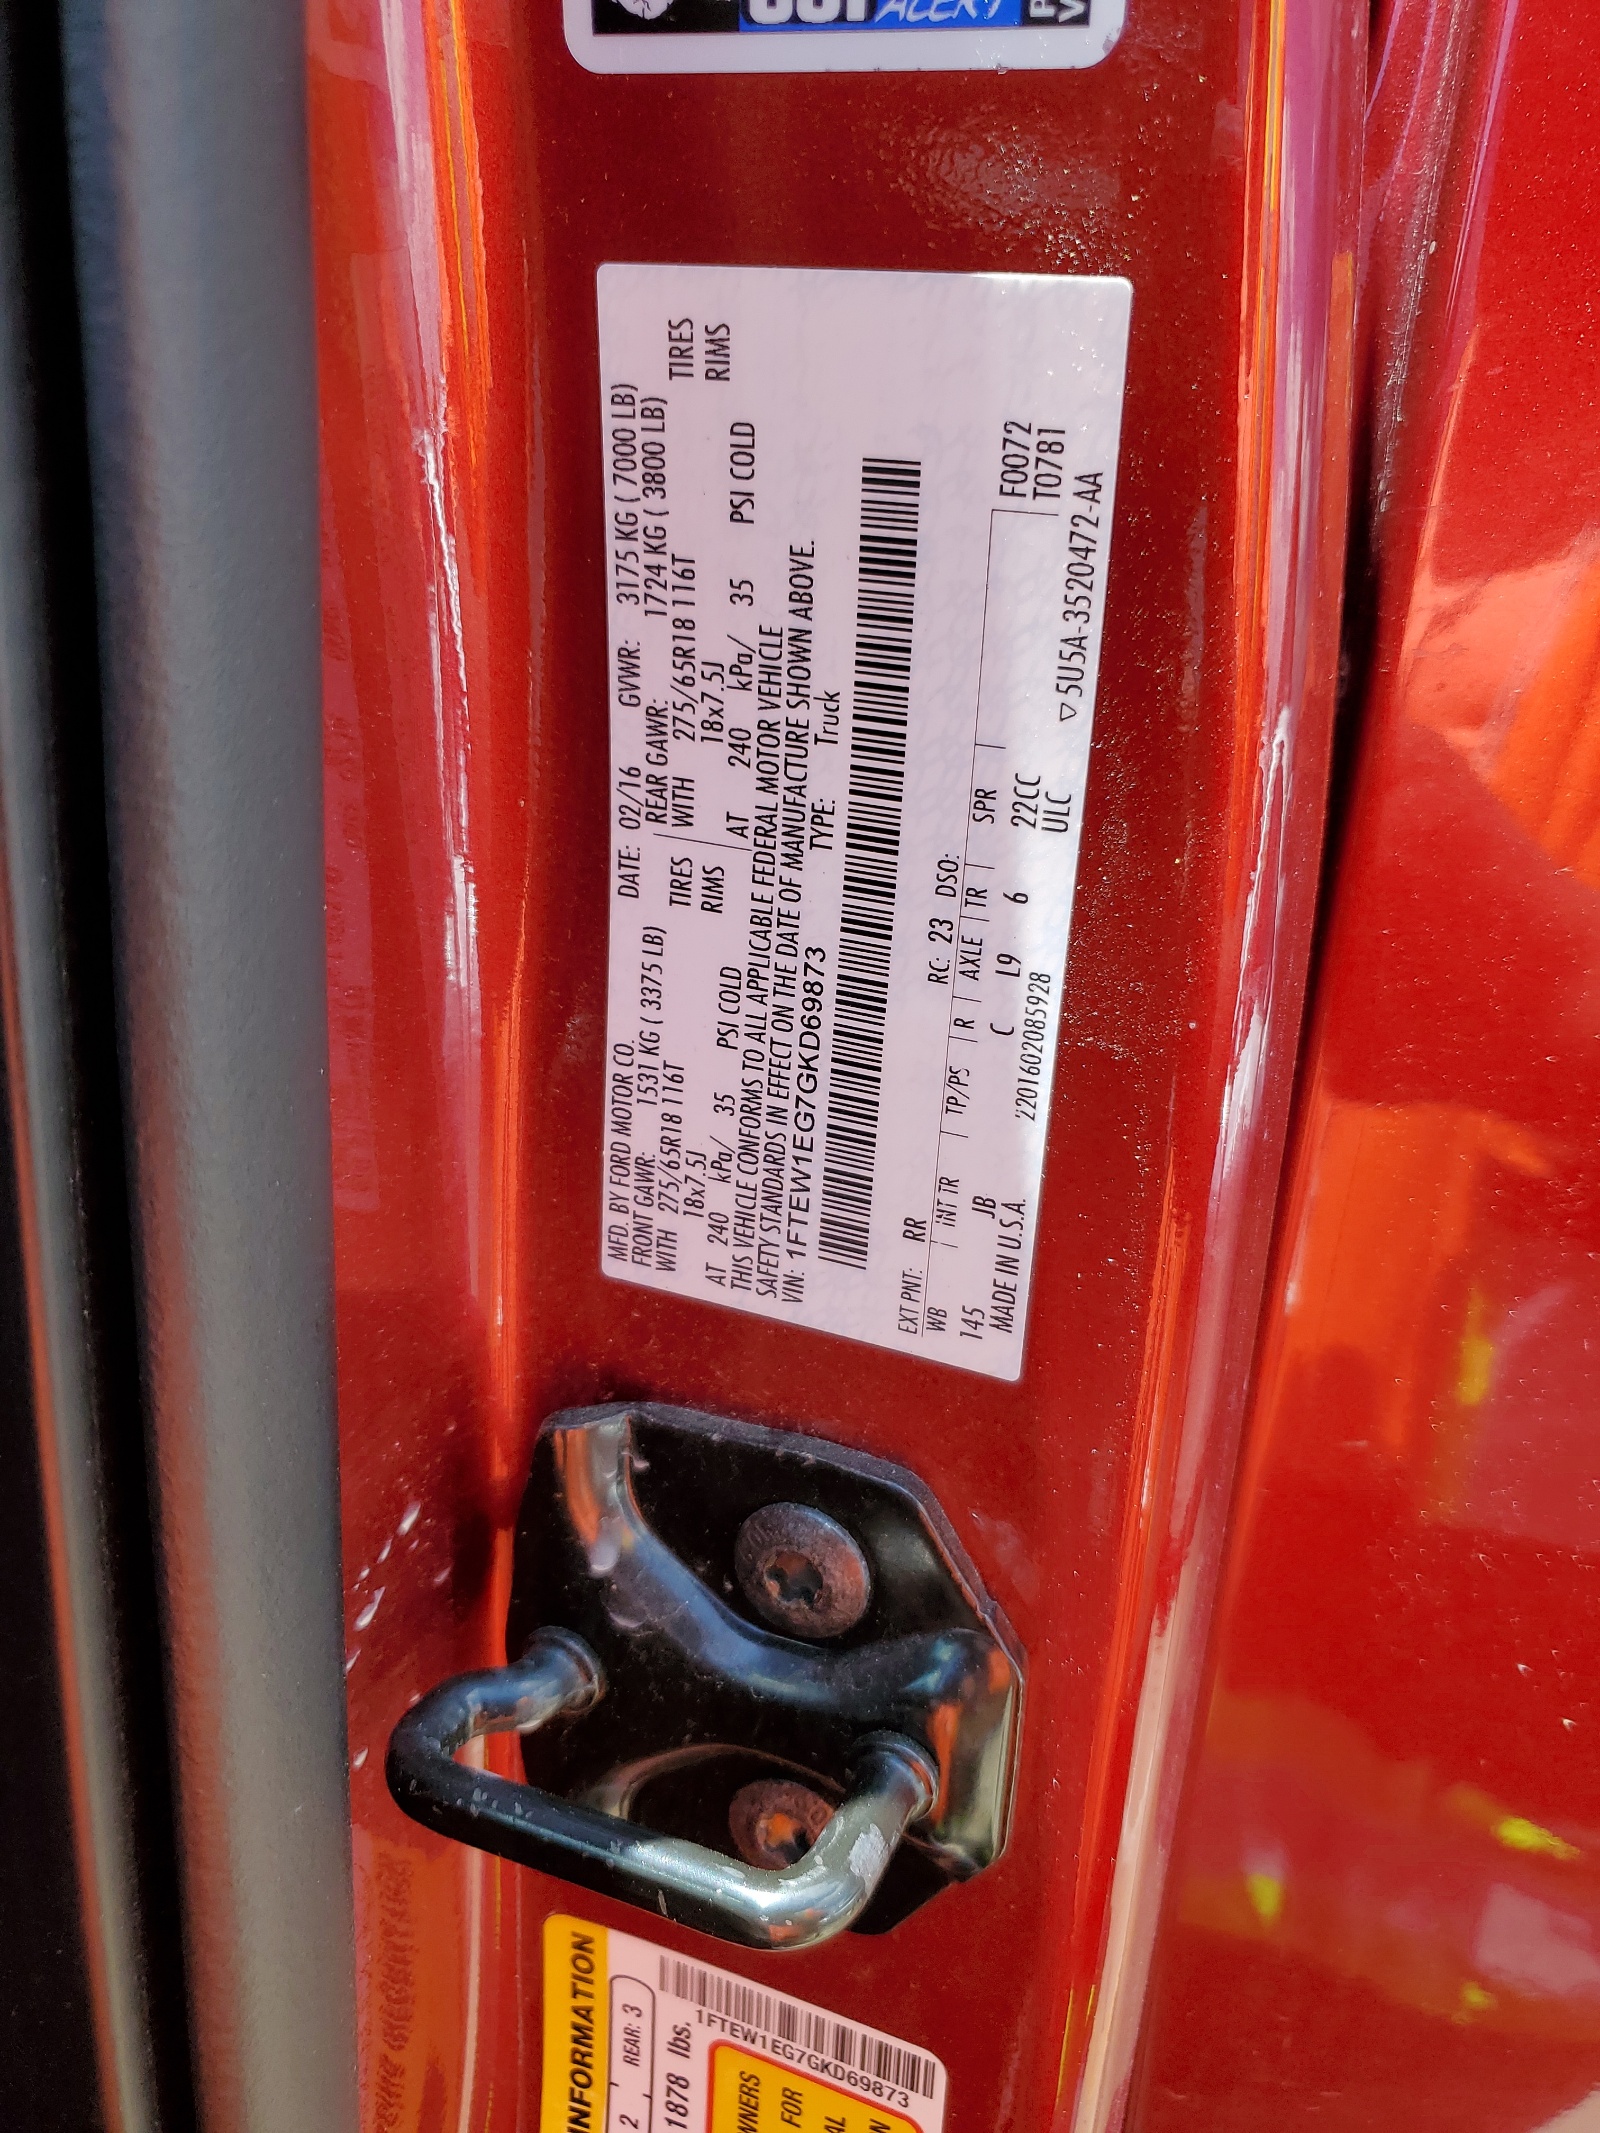 ALERT
MFD. BY FORD MOTOR CO. DATE: 02/16 GVWR: 3175 KG ( 7000 LB)
FRONT GAWR: 1531 KG ( 3375 LB) REAR GAWR: 1724 KG ( 3800 LB)
WITH 275/65R18 116T TIRES WITH 275/65R18 116T TIRES
18x7.5J RIMS 18x7.5J RIMS
AT 240 kPa/ 35 PSI COLD AT 240 kPa/ 35 PSI COLD
THIS VEHICLE CONFORMS TO ALL APPLICABLE FEDERAL MOTOR VEHICLE
SAFETY STANDARDS IN EFFECT ON THE DATE OF MANUFACTURE SHOWN ABOVE.
VIN: 1FTEW1EG7GKD69873 TYPE: Truck
EXT PNT: RR RC: 23 DSO:
WB INT TR TP/PS R AXLE TR SPR F0072
145 JB C L9 6 22CC T0781
MADE IN U.S.A. 220160208 5928 ULC ▽5U5A-3520472-AA
INFORMATION
2 REAR: 3
1878 lbs.
1FTEW1EG7GKD69873
FOR